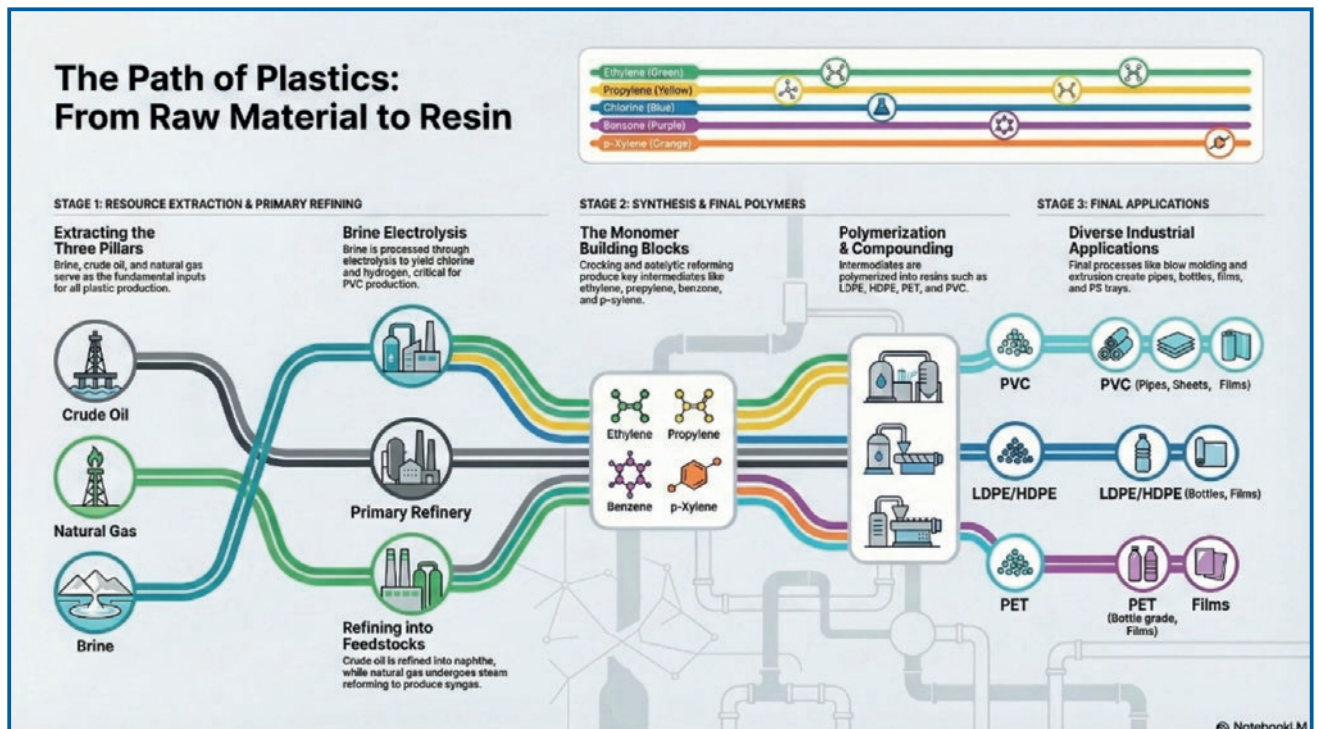 The Path of Plastics:
From Raw Material to Resin
Ethylene (Green)
Propylene (Yellow)
Chlorine (Blue)
Bonsone (Purple)
p-Xylene (Orange)
STAGE 1: RESOURCE EXTRACTION & PRIMARY REFINING
Extracting the
Three Pillars
Brine, crude oil, and natural gas
serve as the fundamental inputs
for all plastic production.
Brine Electrolysis
Brine is processed through
electrolysis to yield chlorine
and hydrogen, critical for
PVC production.
Crude Oil
Natural Gas
Brine
Primary Refinery
Refining into
Feedstocks
Crude oil is refined into naphthe,
while natural gas undergoes steam
reforming to produce syngas.
STAGE 2: SYNTHESIS & FINAL POLYMERS
The Monomer
Building Blocks
Crocking and aotelytic reforming
produce key intermediates like
ethylene, prepylene, benzone,
and p-sylene.
Polymerization
& Compounding
Intermediates are
polymerized into resins such as
LDPE, HDPE, PET, and PVC.
Ethylene
Propylene
Benzene
p-Xylene
STAGE 3: FINAL APPLICATIONS
Diverse Industrial
Applications
Final processes like blow molding and
extrusion create pipes, bottles, films,
and PS trays.
PVC
PVC (Pipes, Sheets, Films)
LDPE/HDPE
LDPE/HDPE (Bottles, Films)
PET
PET
(Bottle grade,
Films)
Films
NotebookLM